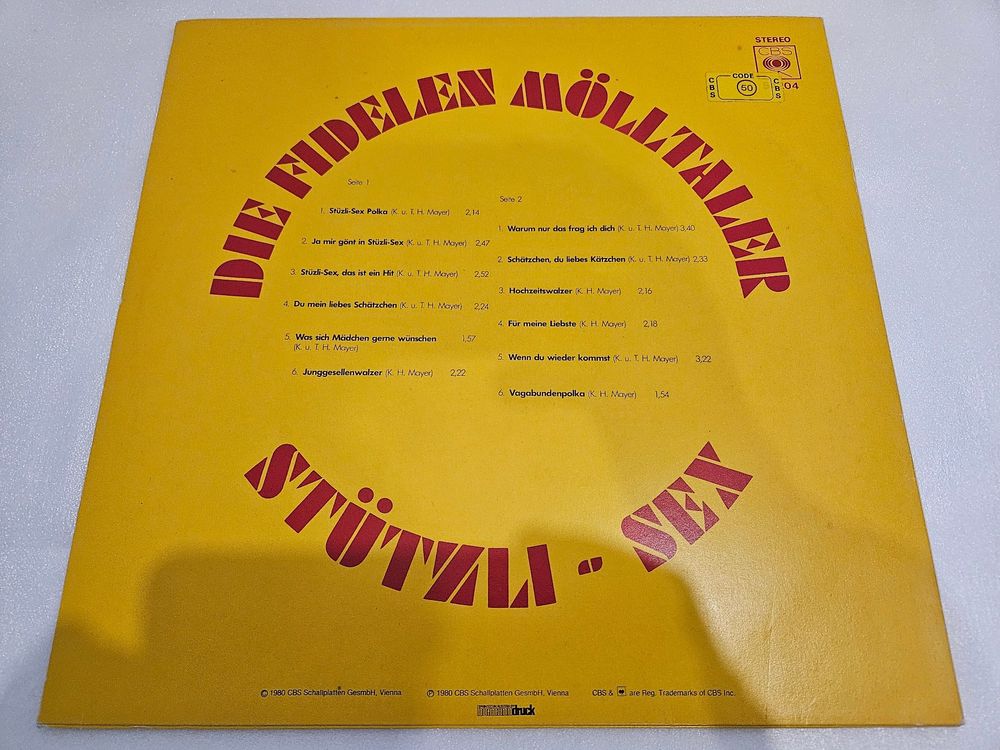 STEREO
CBS
CBS CODE 50 CBS
04
DIE FIDELEN MÖLLTALER
Seite 1
1. Stüzli-Sex Polka (K. u. T. H. Mayer) 2,14
2. Ja mir gönt in Stüzli-Sex (K. u. T. H. Mayer) 2,47
3. Stüzli-Sex, das ist ein Hit (K. u. T. H. Mayer) 2,52
4. Du mein liebes Schätzchen (K. u. T. H. Mayer) 2,24
5. Was sich Mädchen gerne wünschen 1,57
(K. u. T. H. Mayer)
6. Junggesellenwalzer (K. H. Mayer) 2,22
Seite 2
1. Warum nur das frag ich dich (K. u. T. H. Mayer) 3,40
2. Schätzchen, du liebes Kätzchen (K. u. T. H. Mayer) 2,33
3. Hochzeitswalzer (K. H. Mayer) 2,16
4. Für meine Liebste (K. H. Mayer) 2,18
5. Wenn du wieder kommst (K. u. T. H. Mayer) 3,22
6. Vagabundenpolka (K. H. Mayer) 1,54
STÜTZLI - SEX
© 1980 CBS Schallplatten GesmbH, Vienna ℗ 1980 CBS Schallplatten GesmbH, Vienna CBS & are Reg. Trademarks of CBS Inc.
druck